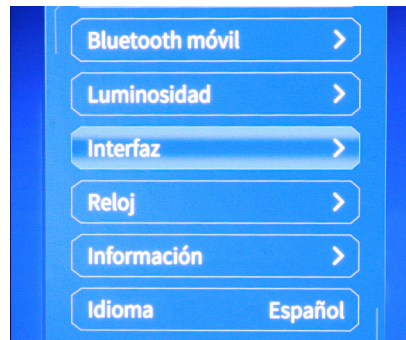 Bluetooth móvil
Luminosidad
Interfaz
Reloj
Información
Idioma Español